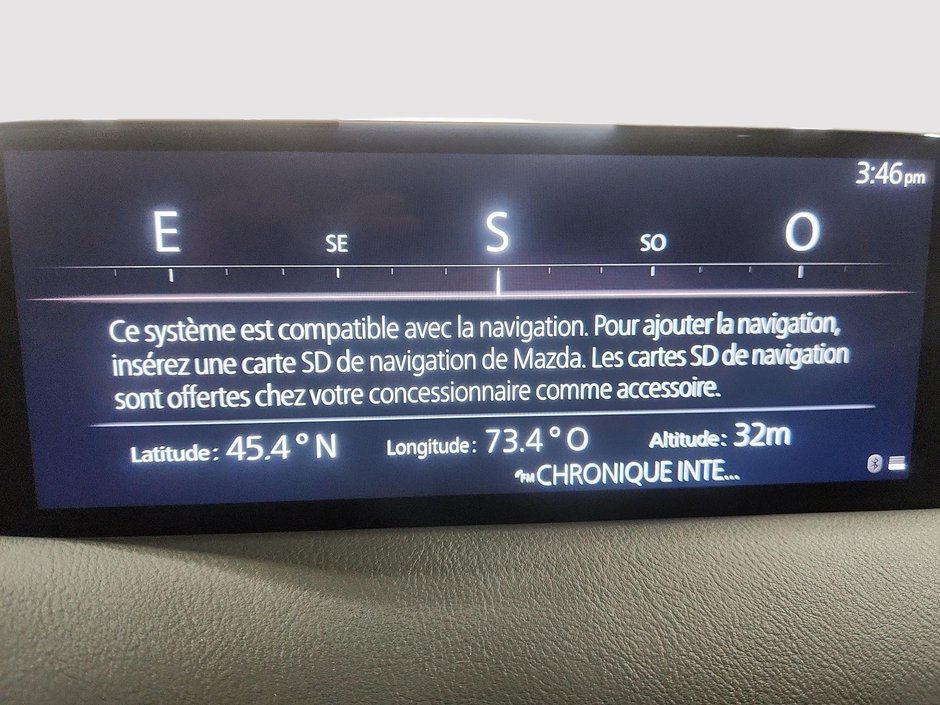 3:46 pm
E SE S SO O
Ce système est compatible avec la navigation. Pour ajouter la navigation,
insérez une carte SD de navigation de Mazda. Les cartes SD de navigation
sont offertes chez votre concessionnaire comme accessoire.
Latitude: 45.4° N Longitude: 73.4° O Altitude: 32m
FM CHRONIQUE INTE...